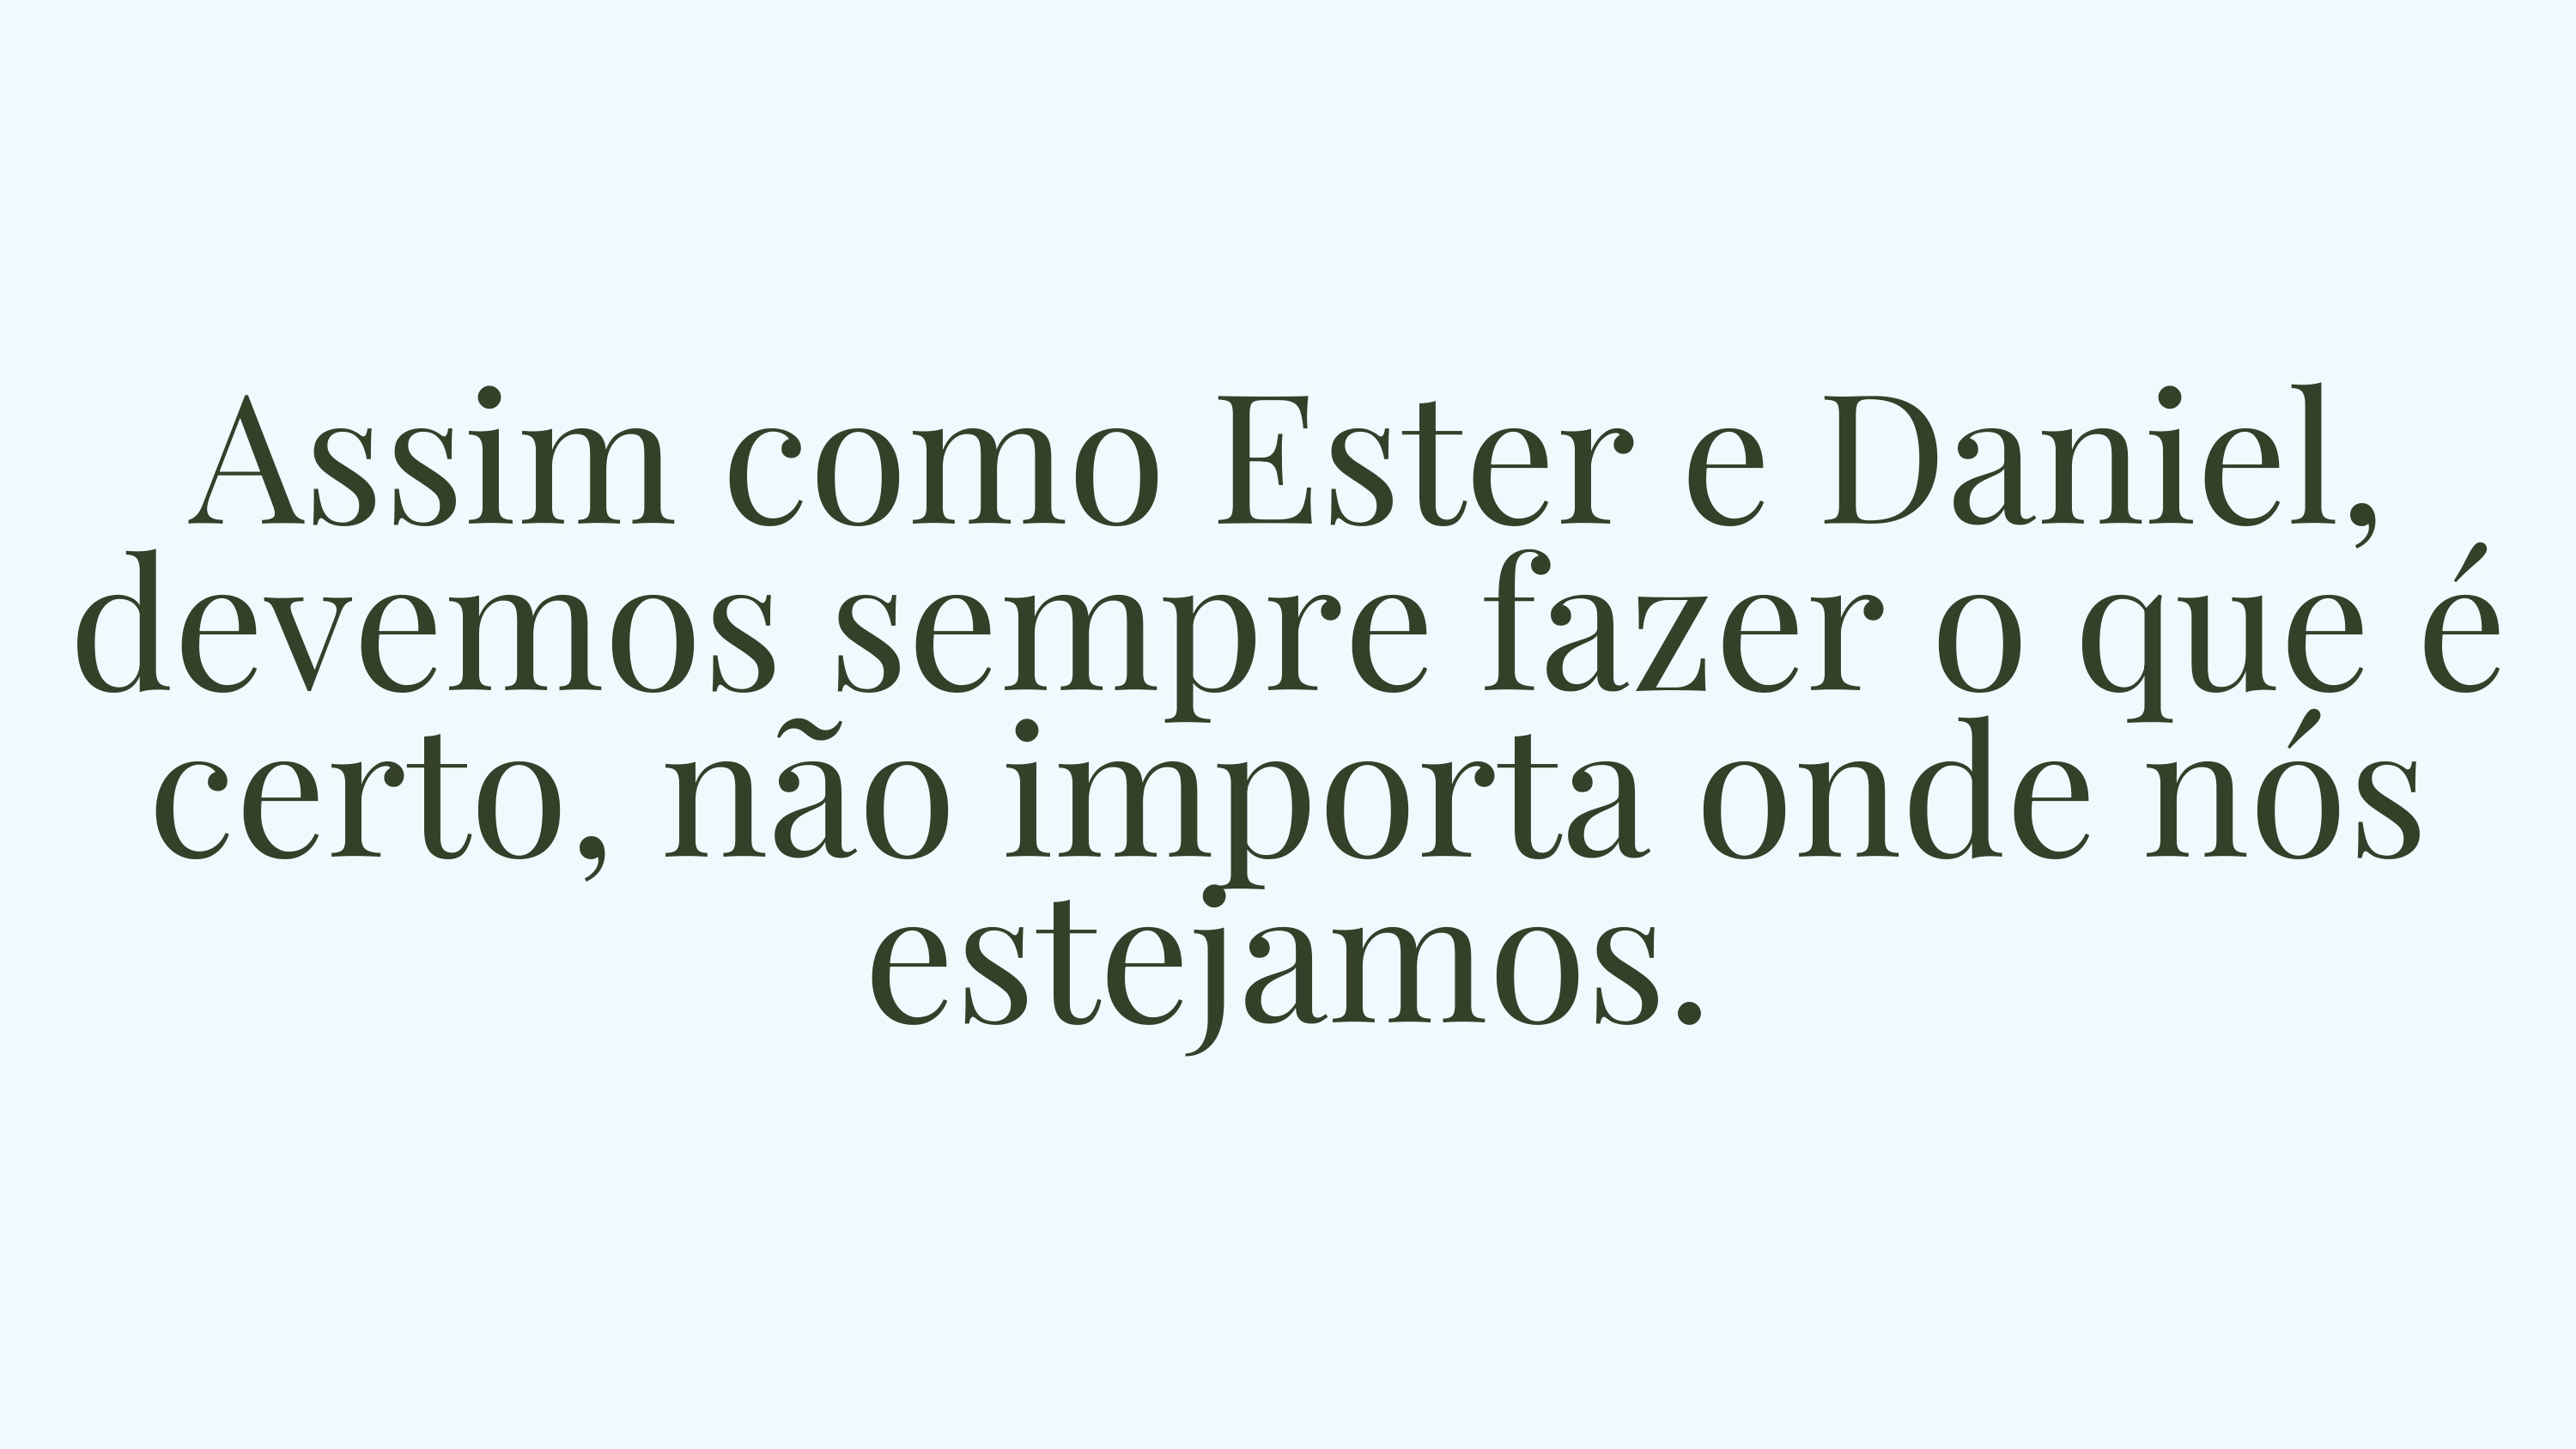 Assim como Ester e Daniel,
devemos sempre fazer o que é
certo, não importa onde nós
estejamos.